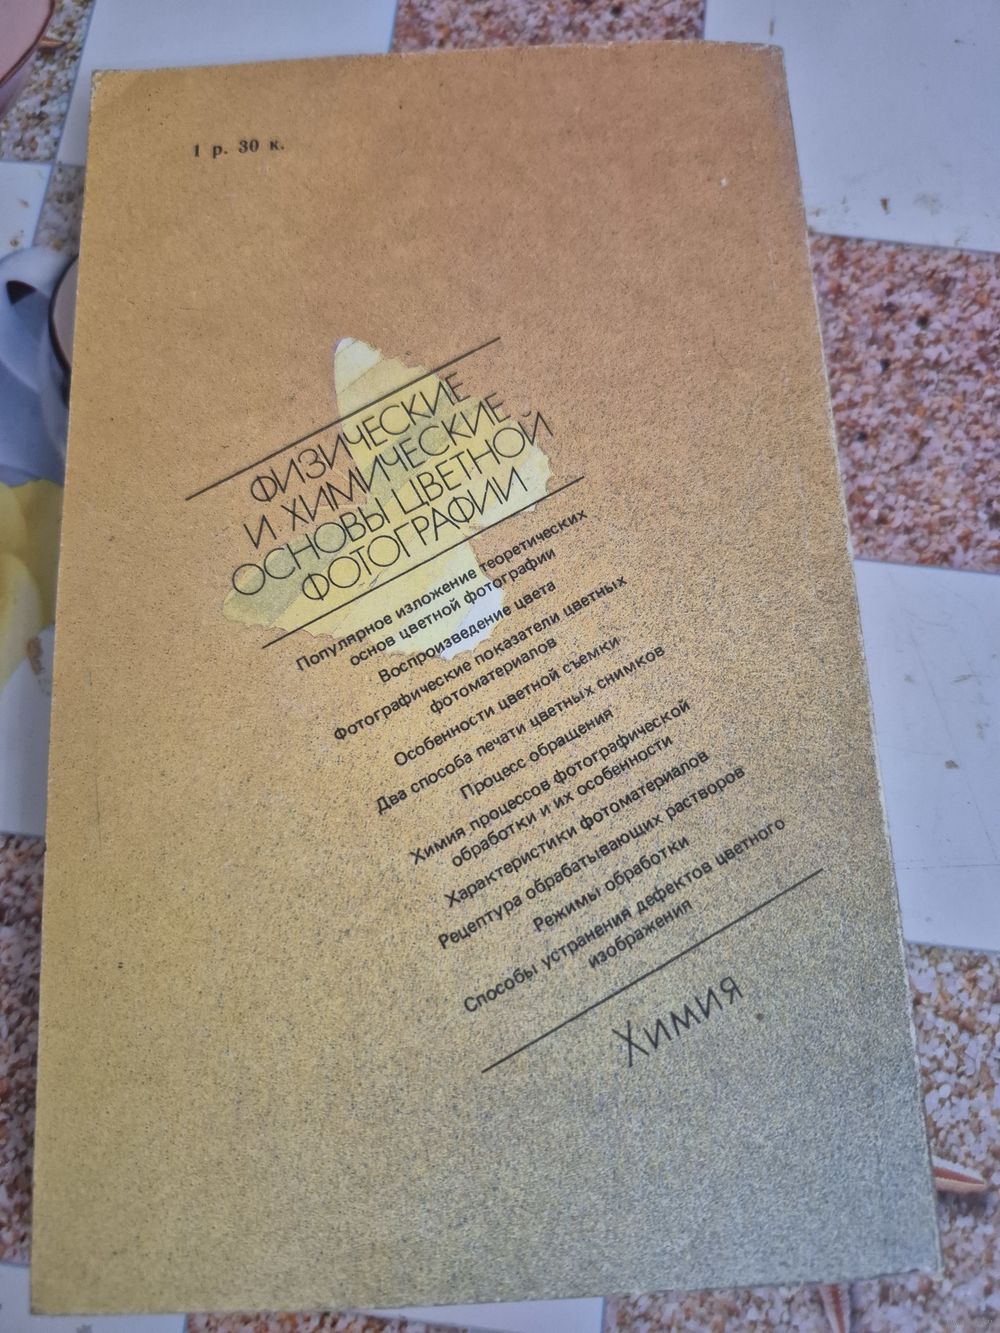 1 р. 30 к.
ФИЗИЧЕСКИЕ
И ХИМИЧЕСКИЕ
ОСНОВЫ ЦВЕТНОЙ
ФОТОГРАФИИ
Популярное изложение теоретических
основ цветной фотографии
Воспроизведение цвета
Фотографические показатели цветных
фотоматериалов
Особенности цветной съемки
Два способа печати цветных снимков
Процесс обращения
Химия процессов фотографической
обработки и их особенности
Характеристики фотоматериалов
Рецептура обрабатывающих растворов
Режимы обработки
Способы устранения дефектов цветного
изображения
Химия